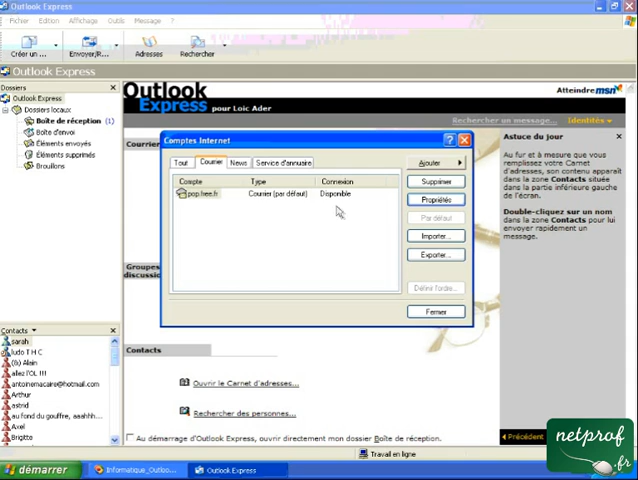 Outlook Express
Fichier Edition Affichage Outils Message ?
Créer un ... Envoyer/R... Adresses Rechercher
Outlook Express
Dossiers
Outlook Express
Dossiers locaux
Boîte de réception (1)
Boîte d'envoi
Éléments envoyés
Éléments supprimés
Brouillons
Outlook
Express pour Loic Ader
Atteindre msn
Rechercher un message... Identités
Courrier
Groupes
discussio
Comptes Internet
Tout Courrier News Service d'annuaire
Compte Type Connexion
pop.free.fr Courrier (par défaut) Disponible
Ajouter
Supprimer
Propriétés
Par défaut
Importer...
Exporter...
Définir l'ordre...
Fermer
Astuce du jour
Au fur et à mesure que vous
remplissez votre Carnet
d'adresses, son contenu apparaît
dans la zone Contacts située
dans la partie inférieure gauche
de l'écran.
Double-cliquez sur un nom
dans la zone Contacts pour lui
envoyer rapidement un
message.
Précédent
Contacts
sarah
ludo T H C
(&) Alain
allez l'OL !!!
antoinemacaire@hotmail.com
Arthur
astrid
au fond du gouffre, aaahhh...
Axel
Brigitte
Contacts
Ouvrir le Carnet d'adresses...
Rechercher des personnes...
Au démarrage d'Outlook Express, ouvrir directement mon dossier Boîte de réception.
Travail en ligne
démarrer Informatique_Outloo... Outlook Express
netprof
.fr